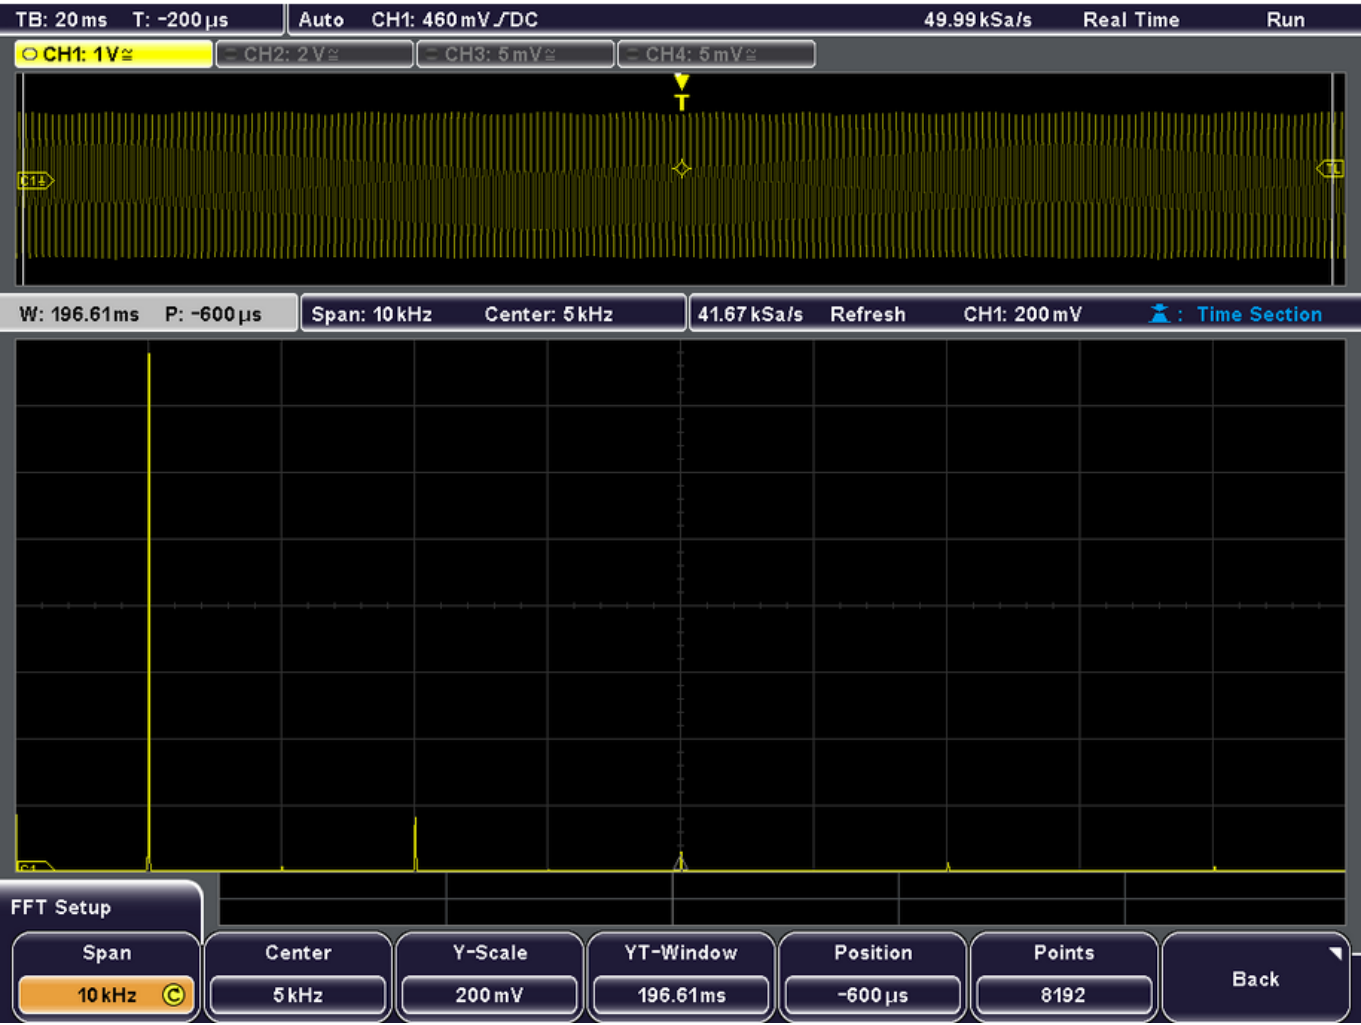 TB: 20 ms T: -200 µs Auto CH1: 460 mV ⎍/DC 49.99 kSa/s Real Time Run
CH1: 1 V≅ CH2: 2 V≅ CH3: 5 mV≅ CH4: 5 mV≅
T
C1 TL
W: 196.61 ms P: -600 µs Span: 10 kHz Center: 5 kHz 41.67 kSa/s Refresh CH1: 200 mV : Time Section
C1
FFT Setup
Span Center Y-Scale YT-Window Position Points Back
10 kHz C 5 kHz 200 mV 196.61 ms -600 µs 8192